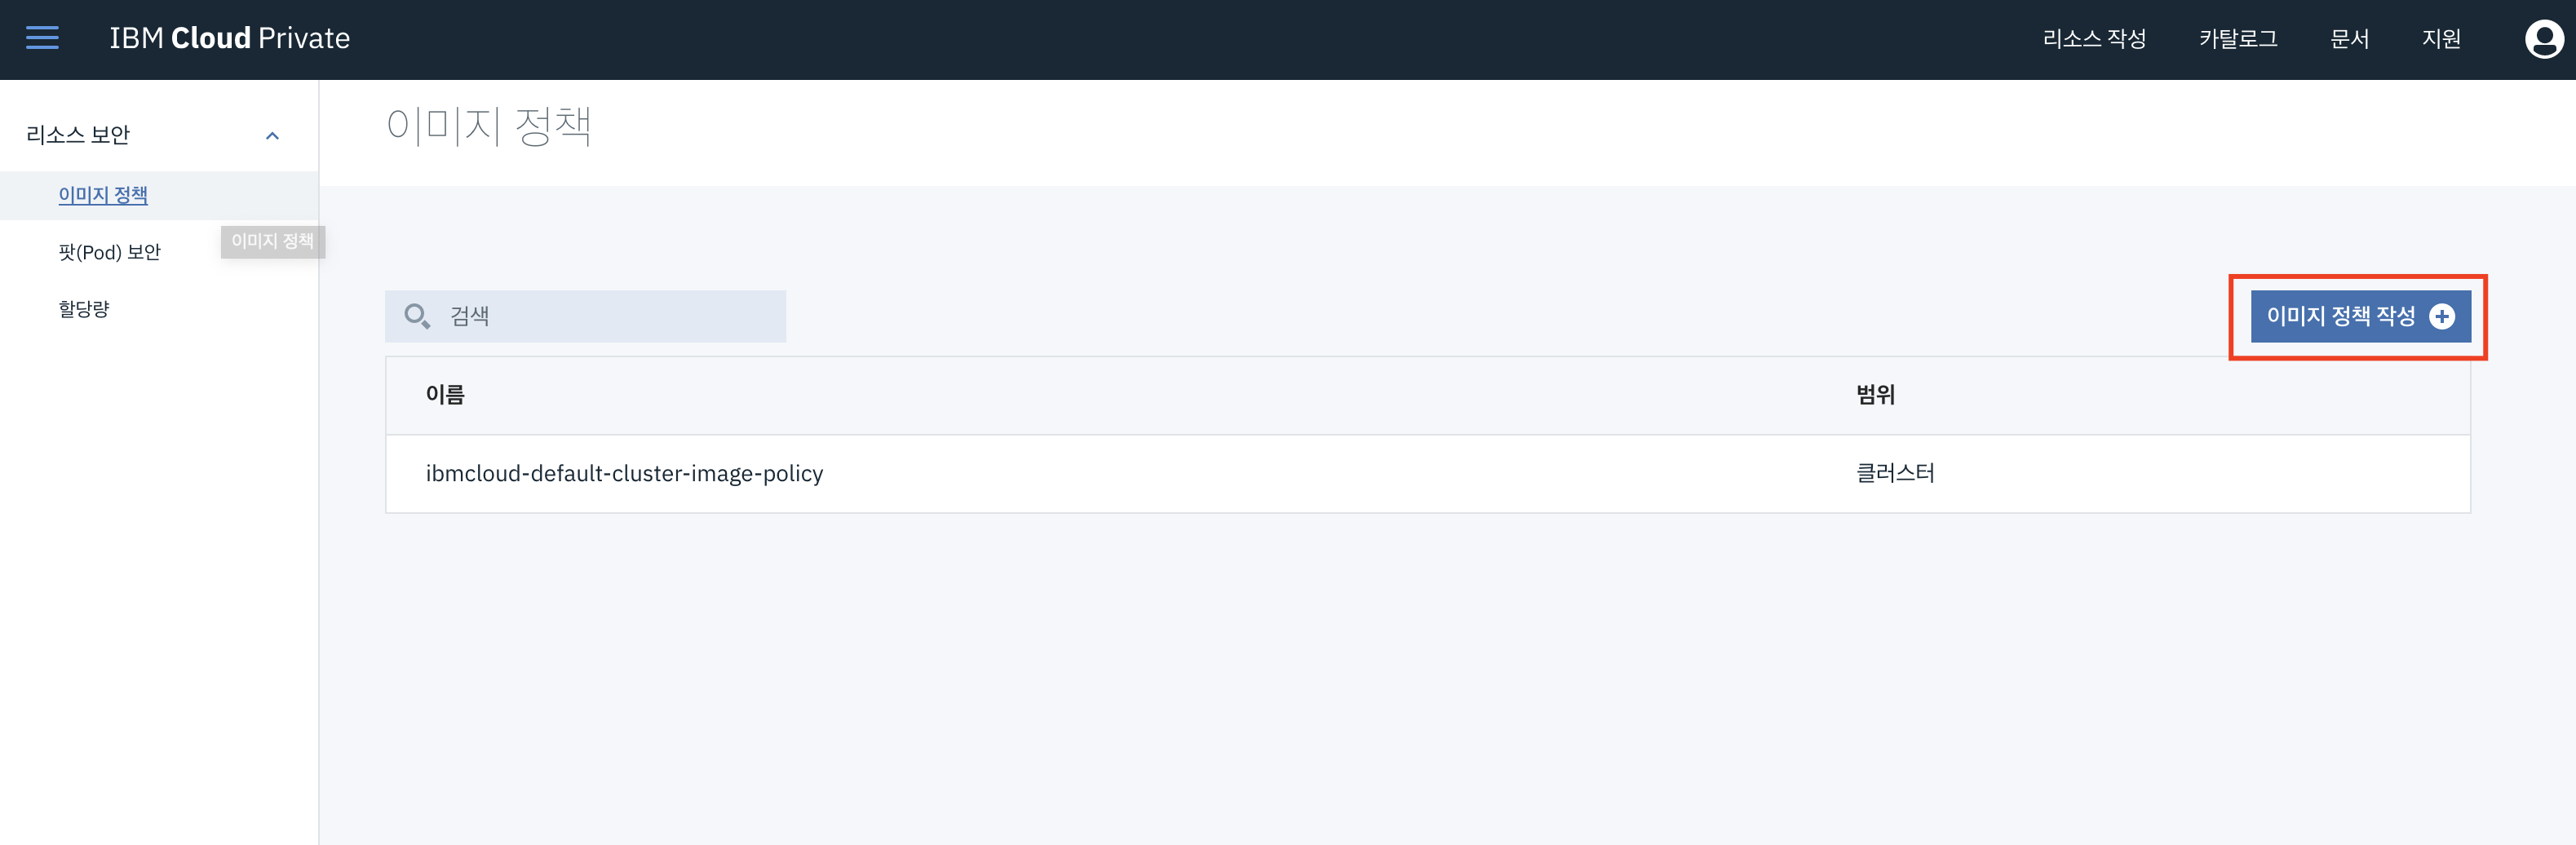 IBM Cloud Private
리소스 작성 카탈로그 문서 지원
리소스 보안
이미지 정책
이미지 정책
팟(Pod) 보안
할당량
이미지 정책
검색
이미지 정책 작성
이름 범위
ibmcloud-default-cluster-image-policy 클러스터